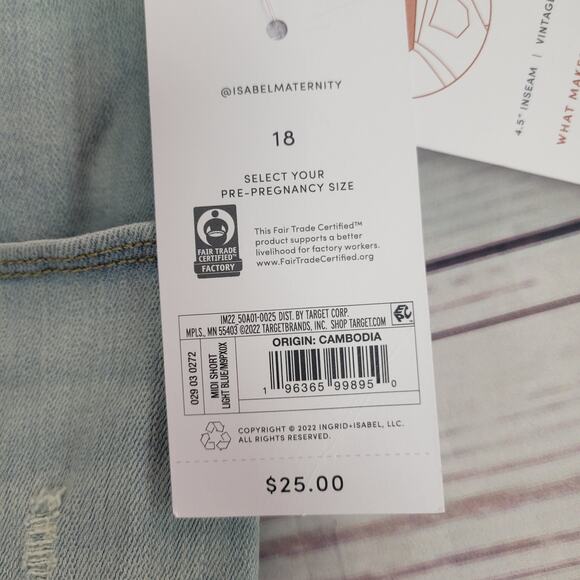 @ISABELMATERNITY
18
SELECT YOUR
PRE-PREGNANCY SIZE
FAIR TRADE
CERTIFIED™
FACTORY
This Fair Trade Certified™
product supports a better
livelihood for factory workers.
www.FairTradeCertified.org
IM22_50A01-0025 DIST. BY TARGET CORP.
MPLS., MN 55403 ©2022 TARGETBRANDS, INC. SHOP TARGET.COM
029 03 0272
MIDI SHORT
LIGHT BLUE/M9PX0X
ORIGIN: CAMBODIA
1 96365 99895 0
COPYRIGHT © 2022 INGRID+ISABEL, LLC.
ALL RIGHTS RESERVED.
$25.00
4.5" INSEAM | VINTAGE
WHAT MAKE